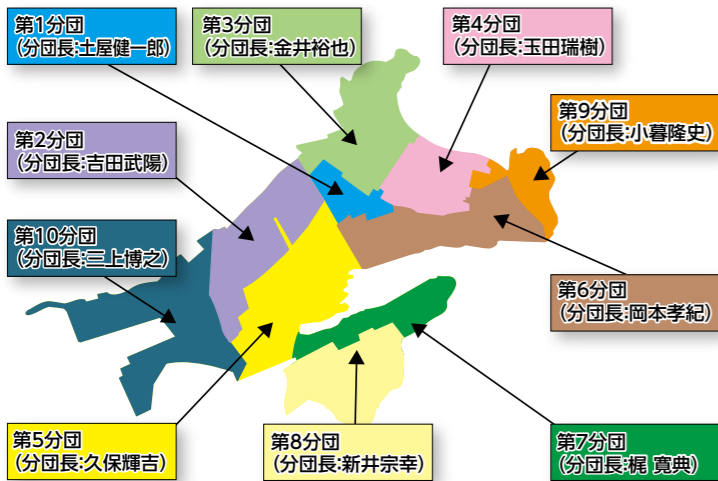 第1分団
(分団長:土屋健一郎)
第3分団
(分団長:金井裕也)
第4分団
(分団長:玉田瑞樹)
第9分団
(分団長:小暮隆史)
第2分団
(分団長:吉田武陽)
第10分団
(分団長:三上博之)
第6分団
(分団長:岡本孝紀)
第5分団
(分団長:久保輝吉)
第8分団
(分団長:新井宗幸)
第7分団
(分団長:梶 寛典)